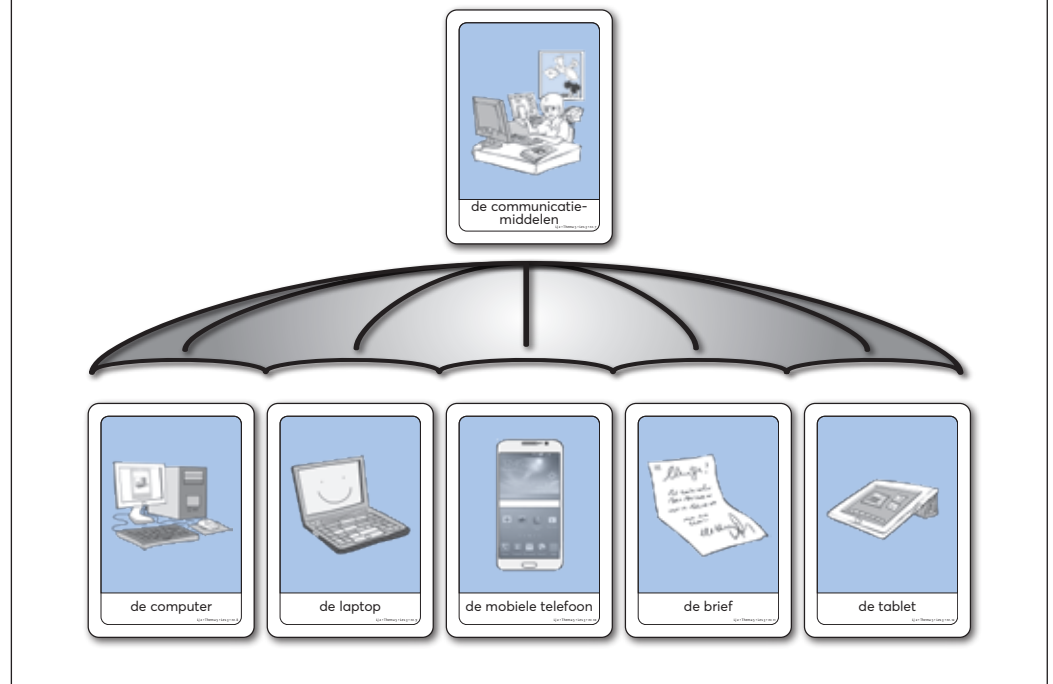 de communicatie-
middelen
de computer
de laptop
de mobiele telefoon
de brief
de tablet